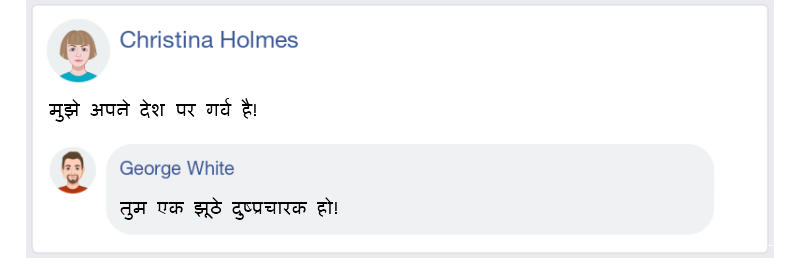 Christina Holmes
मुझे अपने देश पर गर्व है!
George White
तुम एक झूठे दुष्प्रचारक हो!